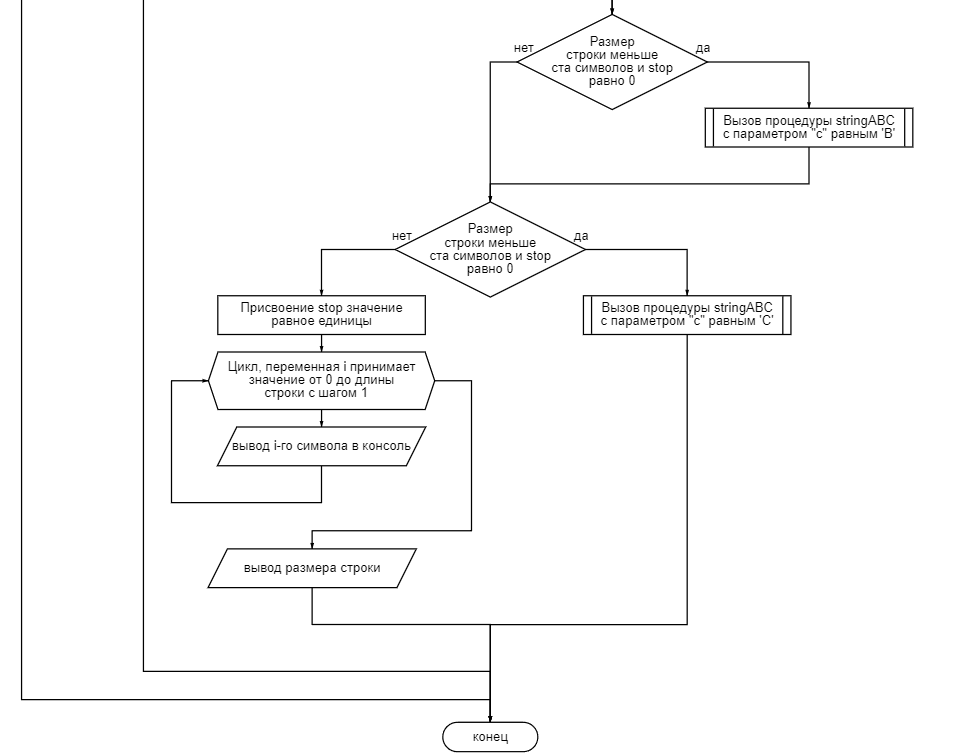 нет
да
Размер
строки меньше
ста символов и stop
равно 0
Вызов процедуры stringABC
с параметром "c" равным 'B'
нет
да
Размер
строки меньше
ста символов и stop
равно 0
Присвоение stop значение
равное единицы
Вызов процедуры stringABC
с параметром "c" равным 'C'
Цикл, переменная i принимает
значение от 0 до длины
строки с шагом 1
вывод i-го символа в консоль
вывод размера строки
конец